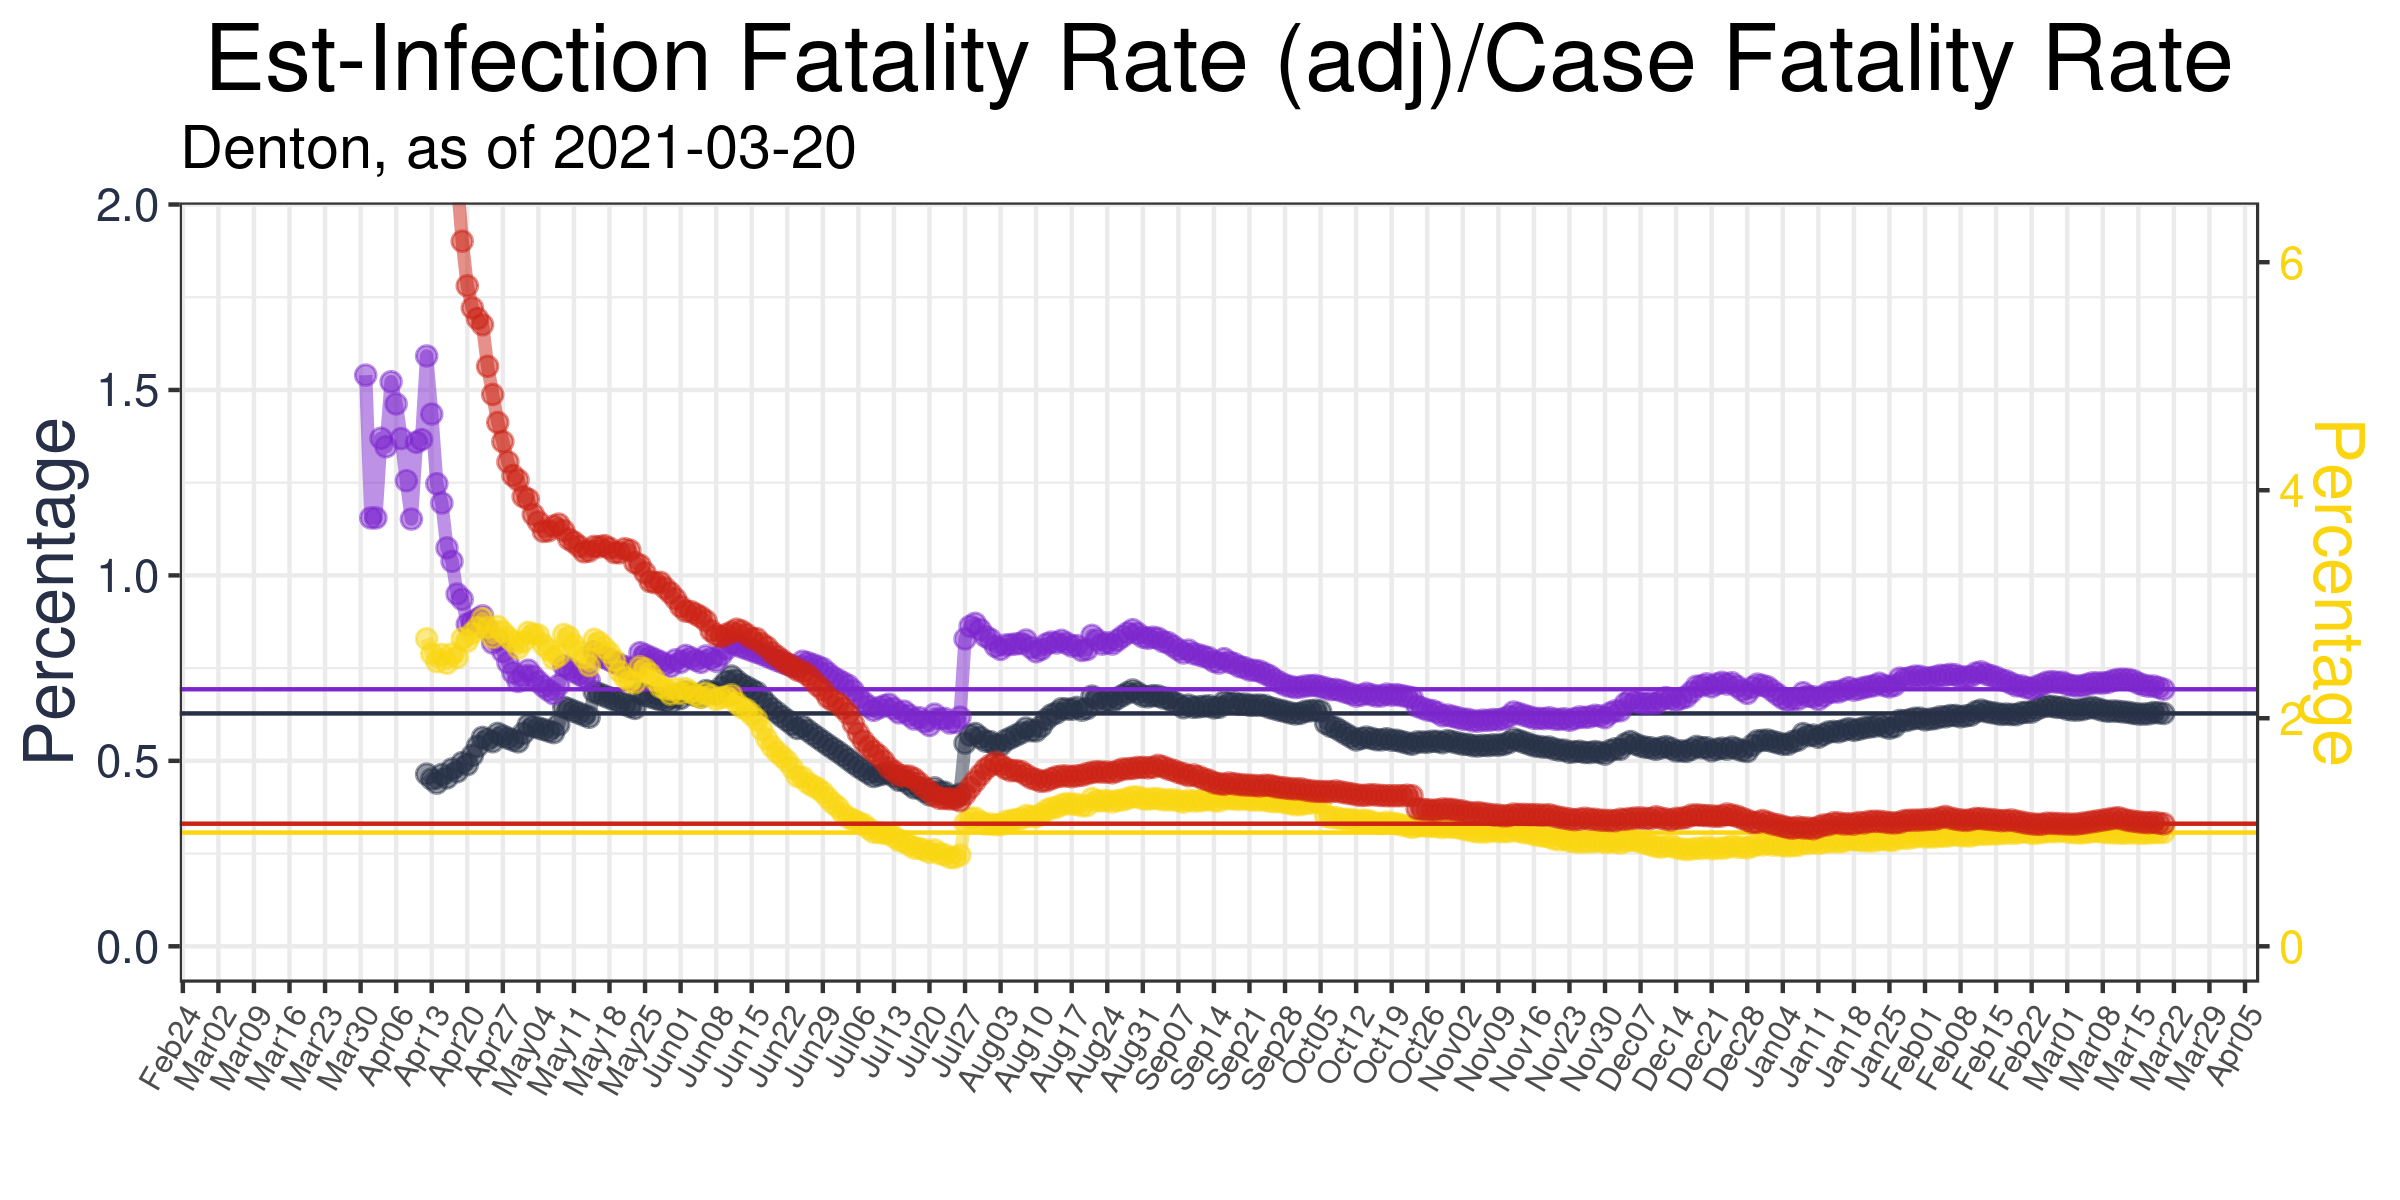 Est-Infection Fatality Rate (adj)/Case Fatality Rate
Denton, as of 2021-03-20
Percentage
2.0
1.5
1.0
0.5
0.0
6
4
2
0
Percentage
Feb24 Mar02 Mar09 Mar16 Mar23 Mar30 Apr06 Apr13 Apr20 Apr27 May04 May11 May18 May25 Jun01 Jun08 Jun15 Jun22 Jun29 Jul06 Jul13 Jul20 Jul27 Aug03 Aug10 Aug17 Aug24 Aug31 Sep07 Sep14 Sep21 Sep28 Oct05 Oct12 Oct19 Oct26 Nov02 Nov09 Nov16 Nov23 Nov30 Dec07 Dec14 Dec21 Dec28 Jan04 Jan11 Jan18 Jan25 Feb01 Feb08 Feb15 Feb22 Mar01 Mar08 Mar15 Mar22 Mar29 Apr05